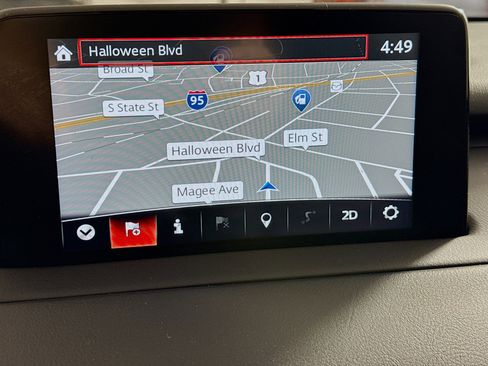 Halloween Blvd
4:49
Broad St
1
S State St
95
Elm St
Halloween Blvd
Magee Ave
2D